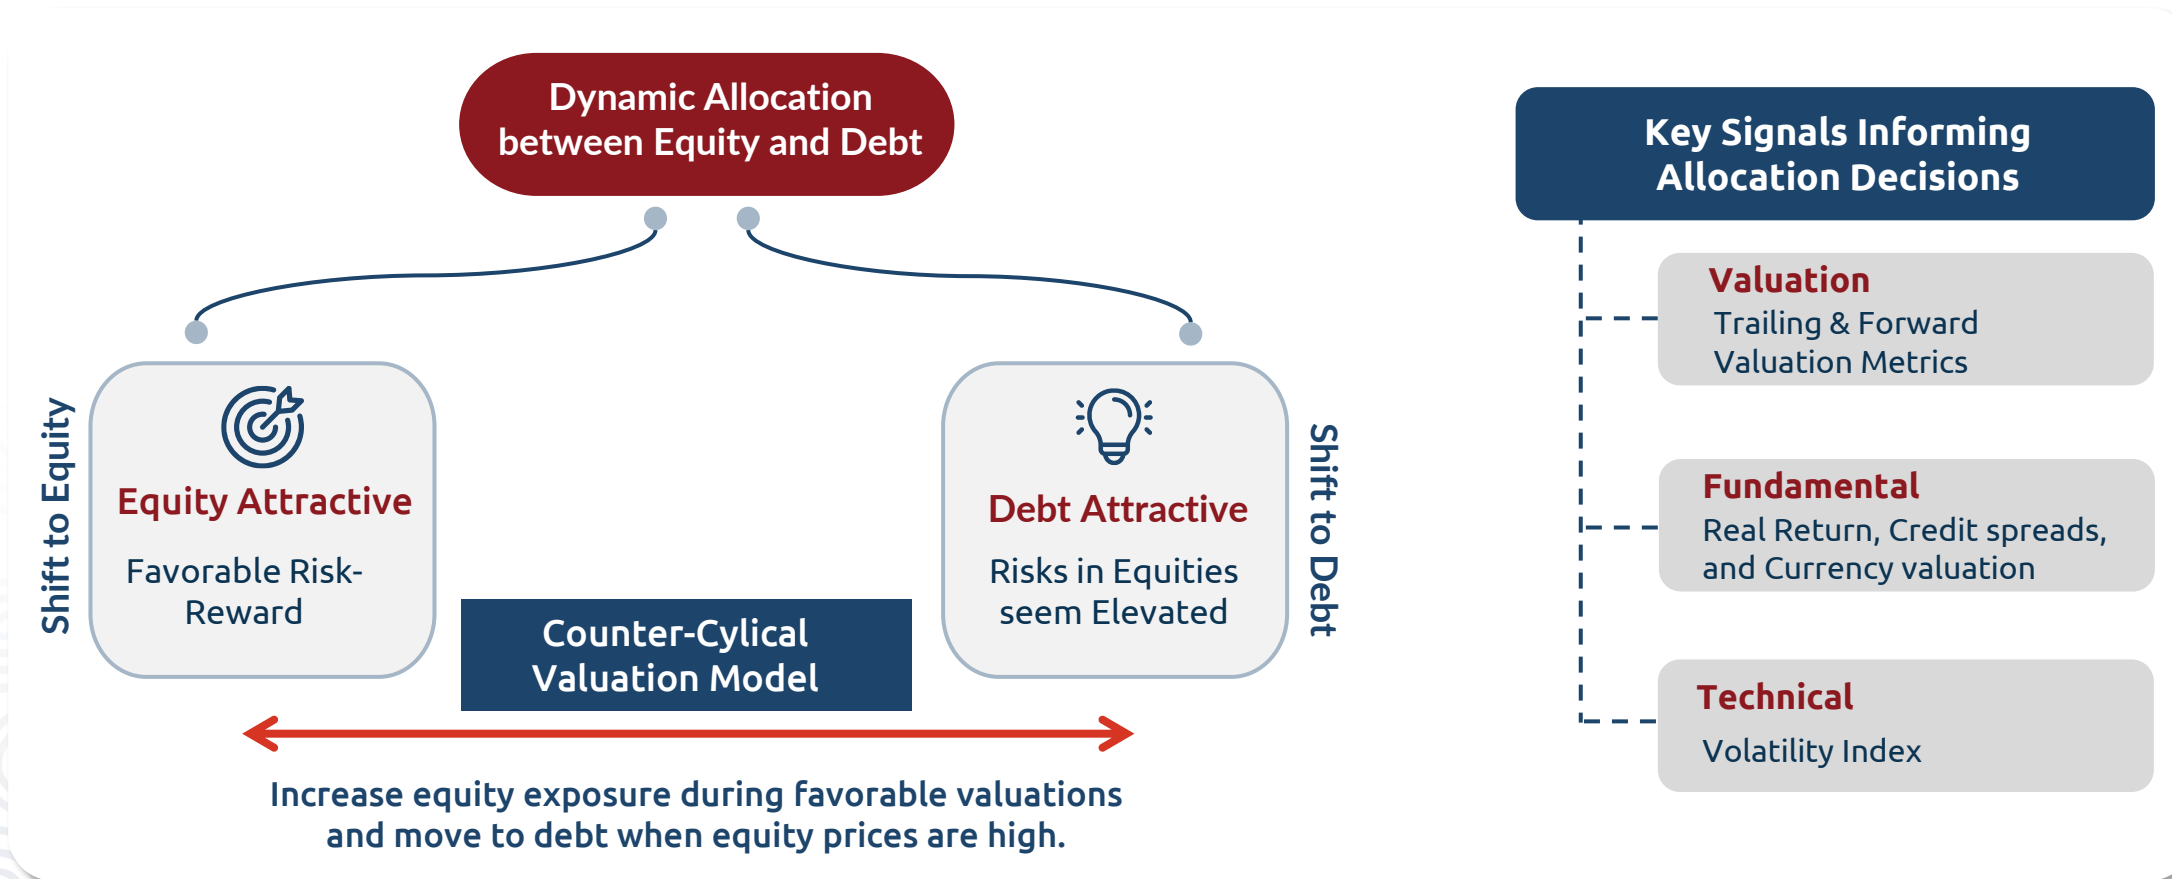 Dynamic Allocation
between Equity and Debt
Shift to Equity
Equity Attractive
Favorable Risk-
Reward
Debt Attractive
Risks in Equities
seem Elevated
Shift to Debt
Counter-Cylical
Valuation Model
Increase equity exposure during favorable valuations
and move to debt when equity prices are high.
Key Signals Informing
Allocation Decisions
Valuation
Trailing & Forward
Valuation Metrics
Fundamental
Real Return, Credit spreads,
and Currency valuation
Technical
Volatility Index